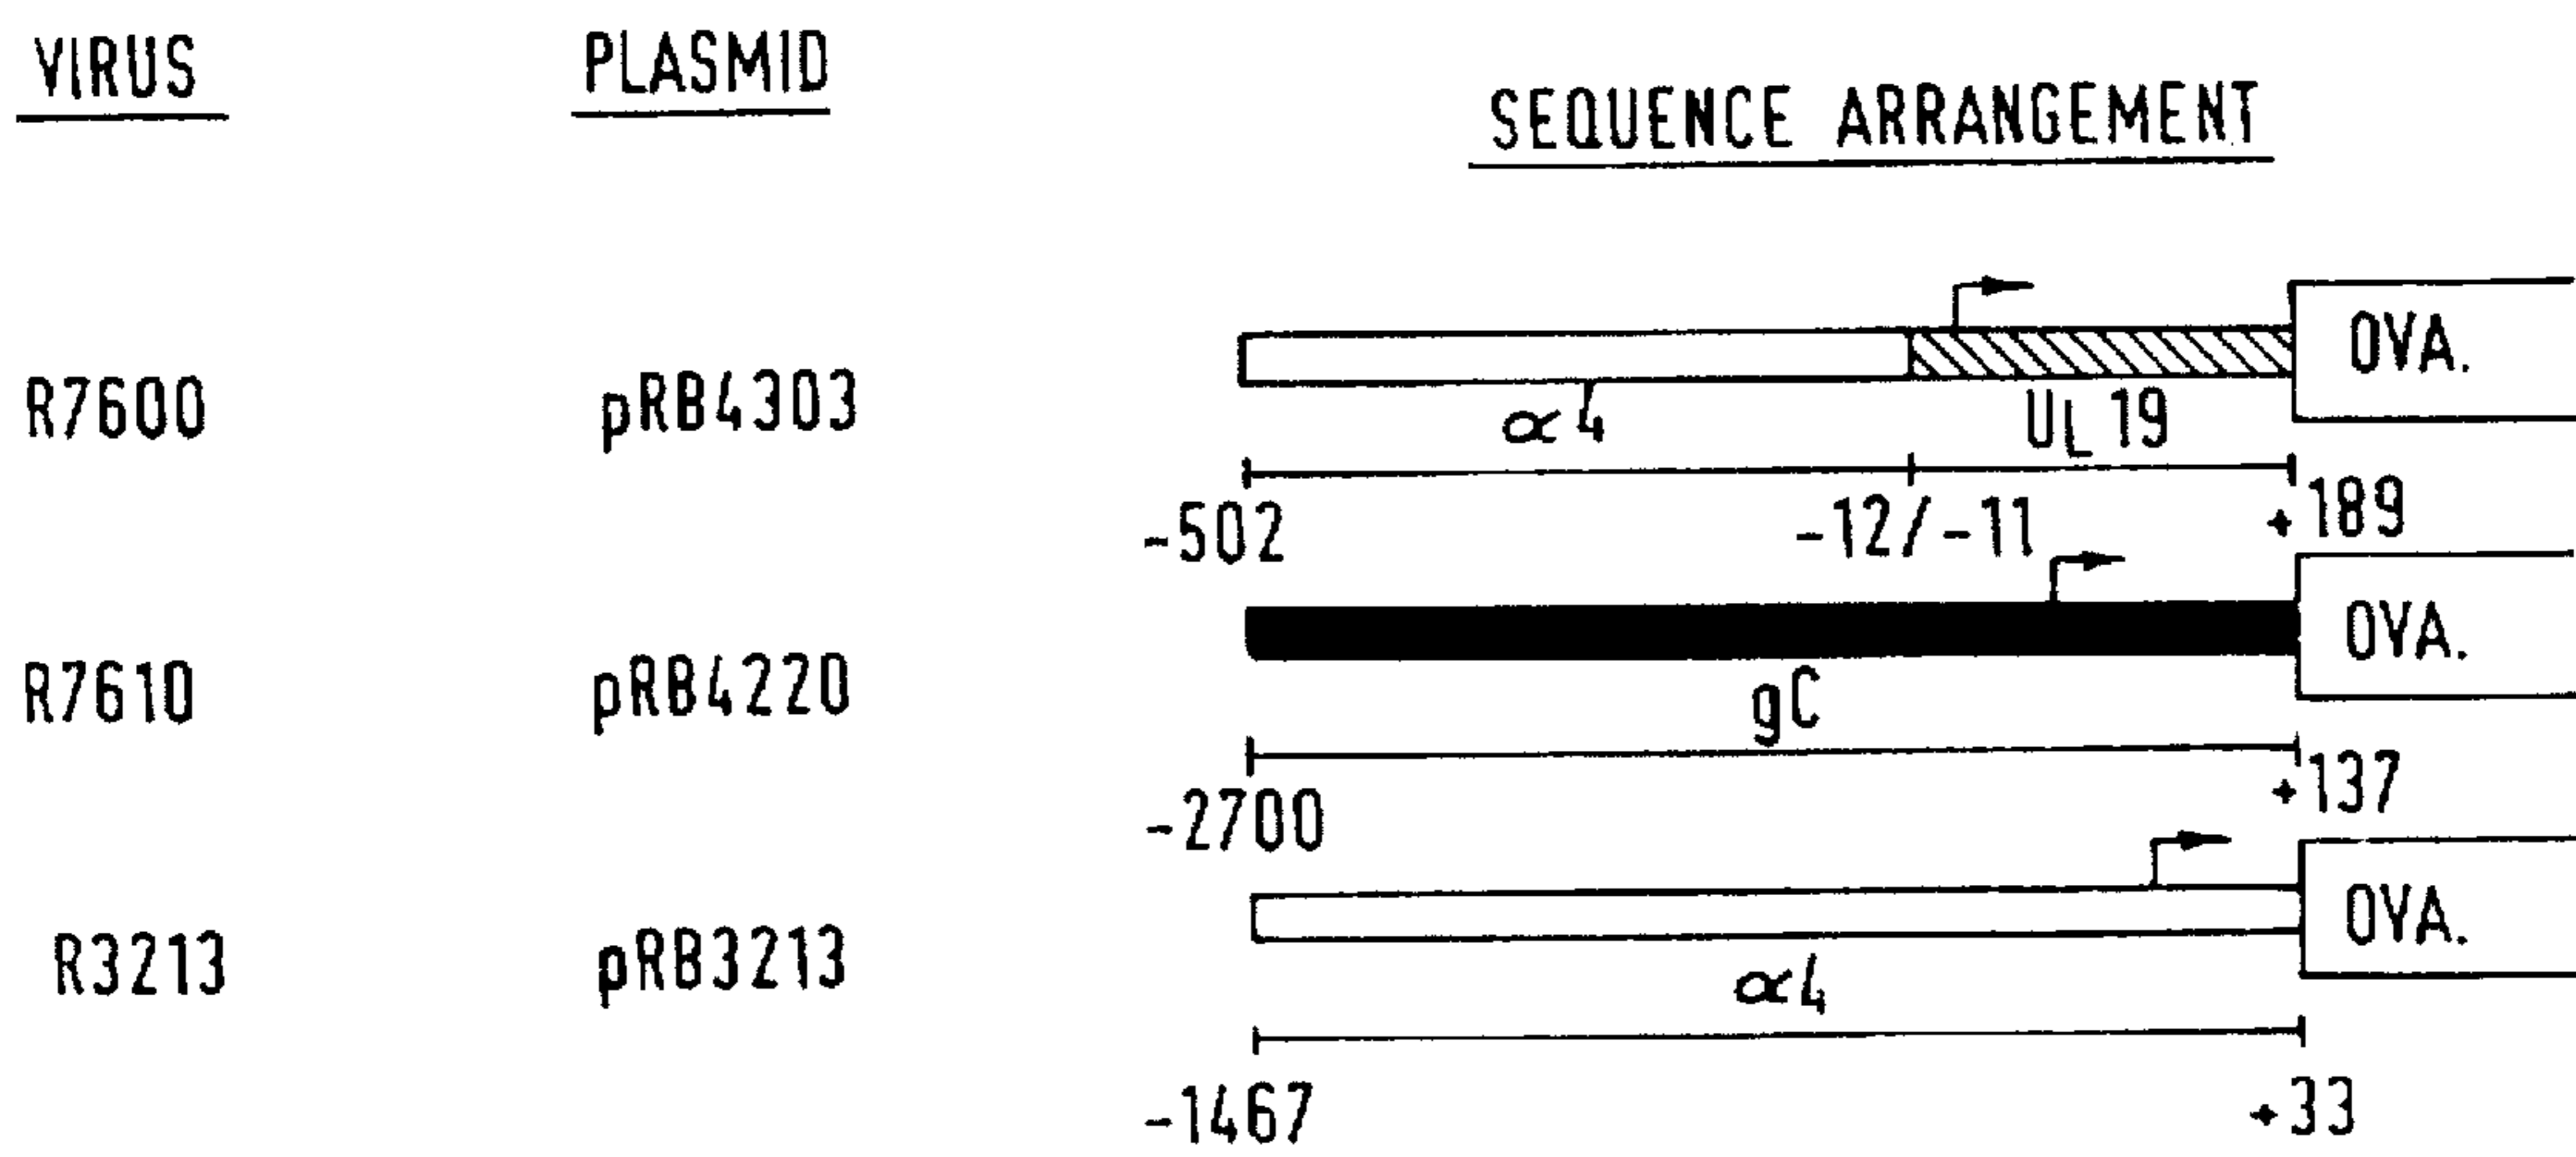 VIRUS PLASMID SEQUENCE ARRANGEMENT
R7600 pRB4303 OVA.
α4 UL19
-502 -12/-11 +189
R7610 pRB4220 OVA.
gC
-2700 +137
R3213 pRB3213 OVA.
α4
-1467 +33